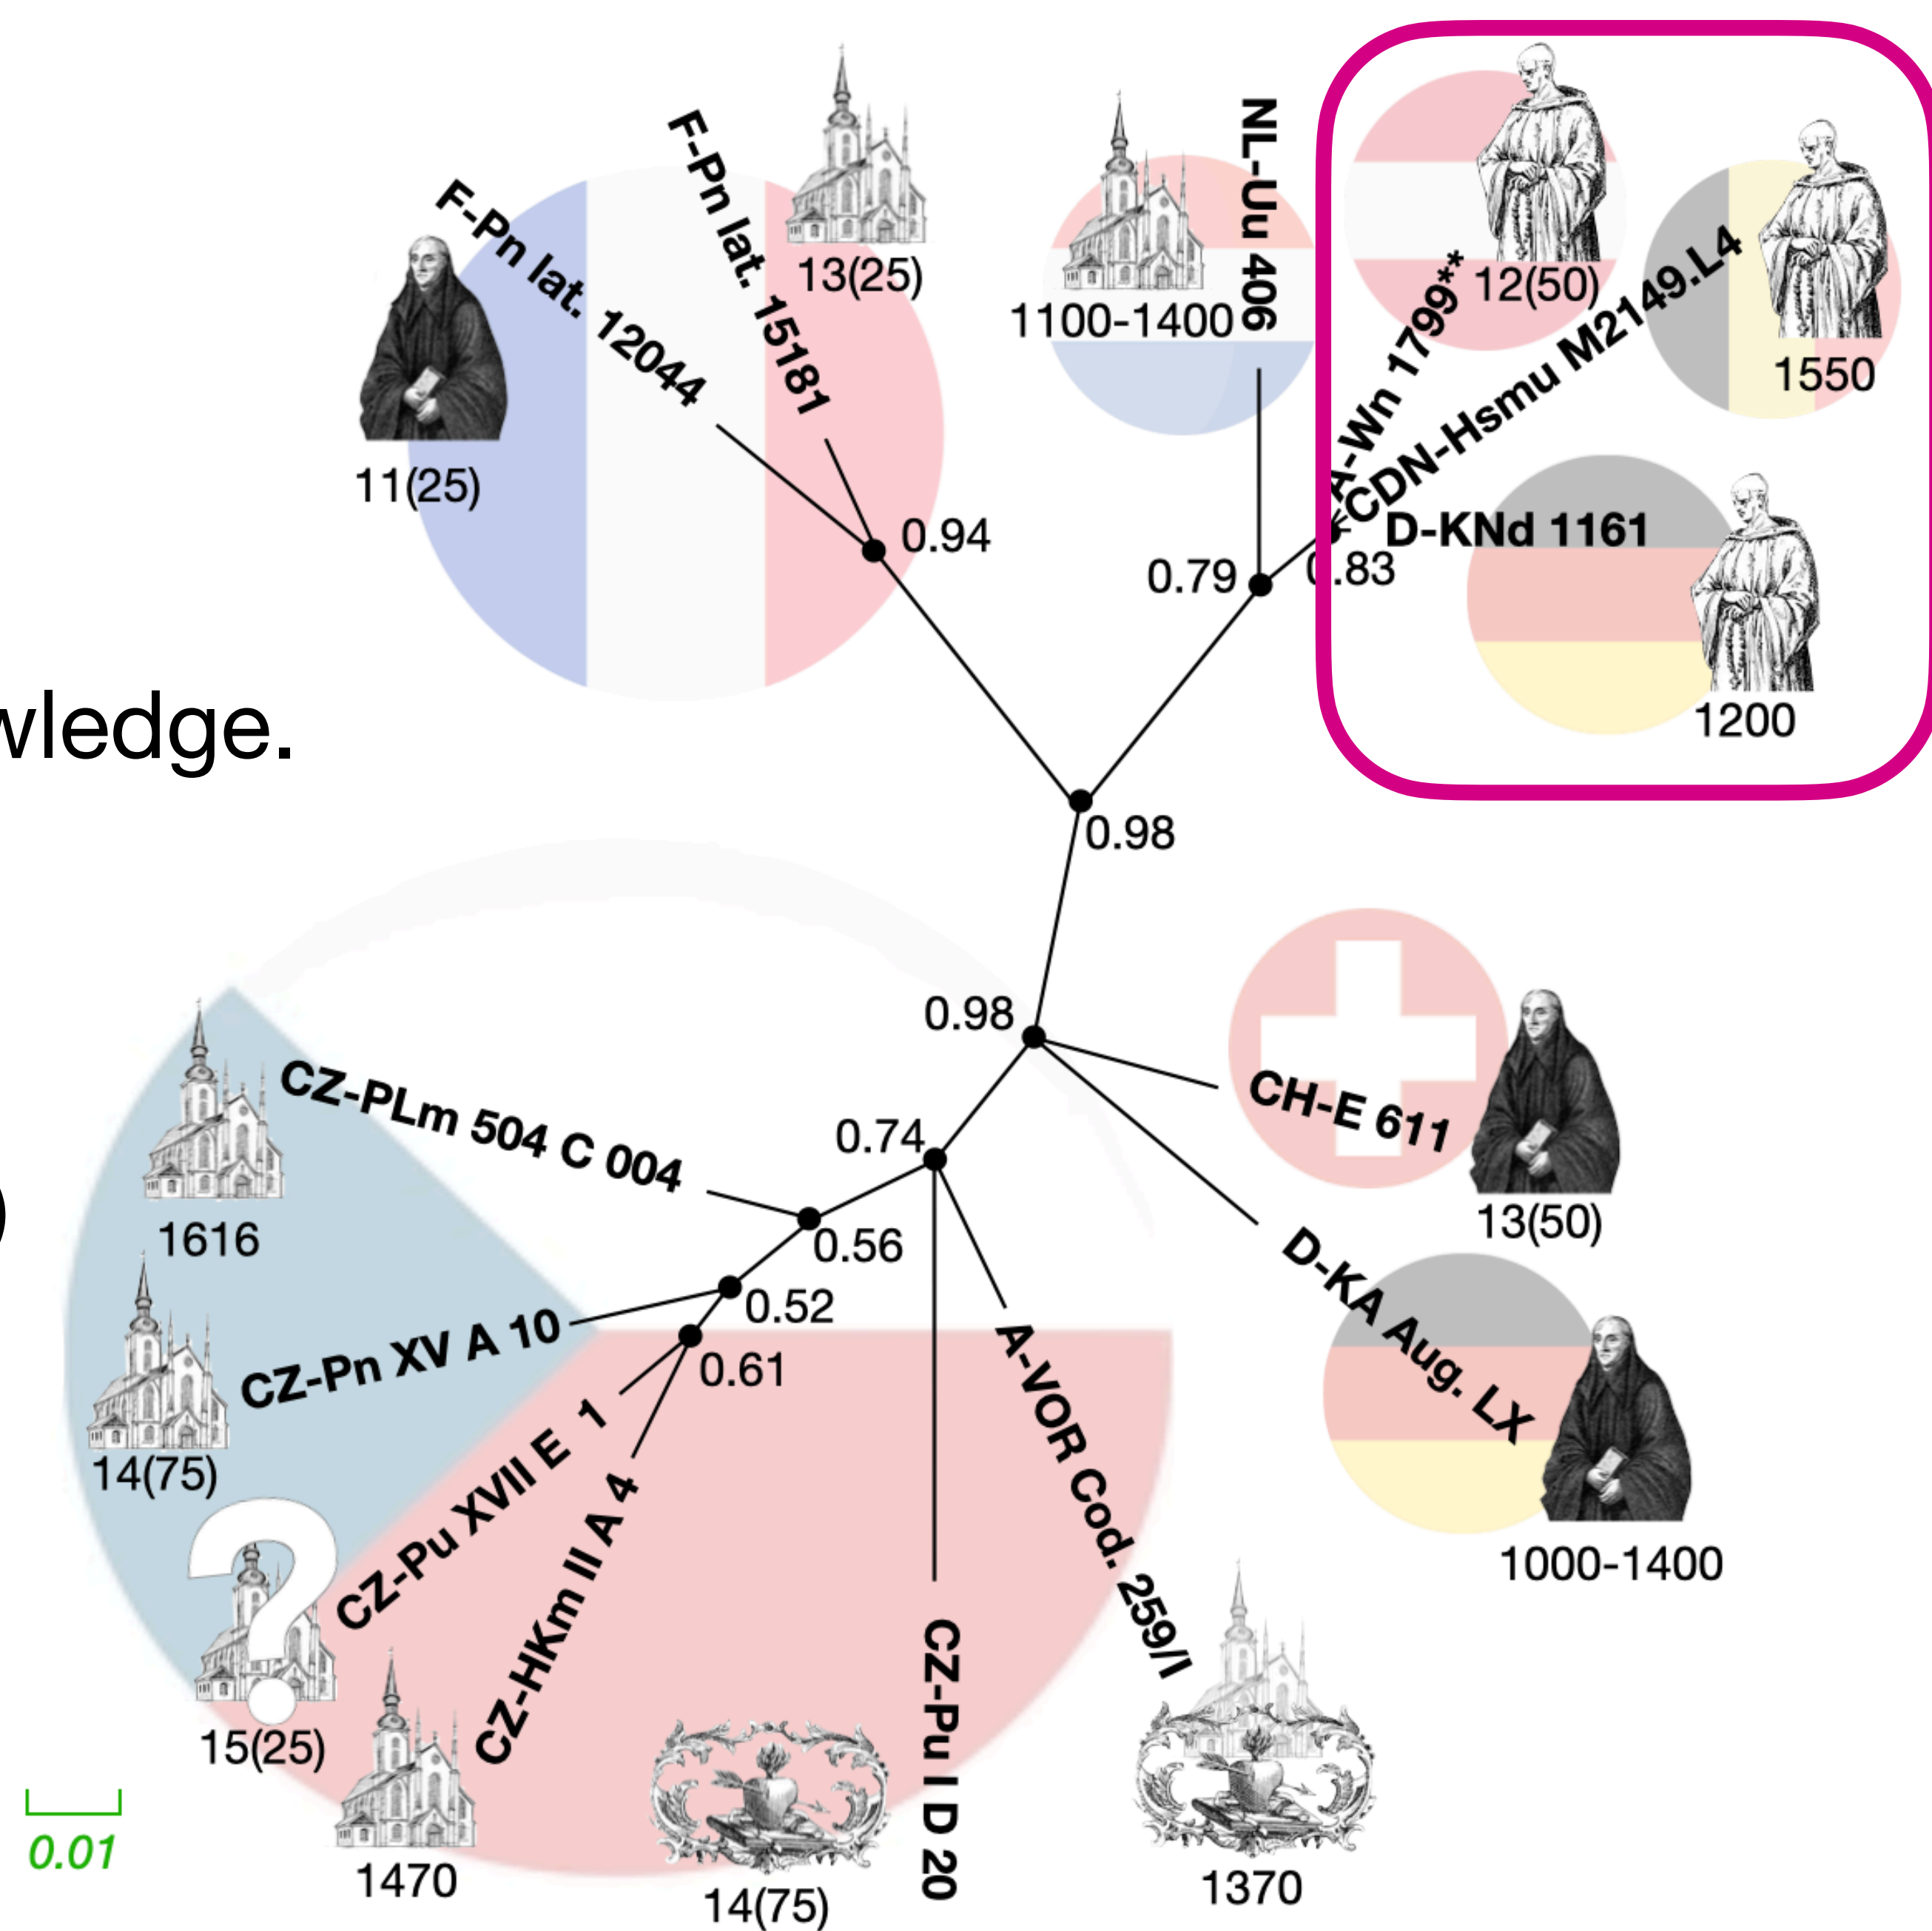 F-Pn lat. 12044
11(25)
F-Pn lat. 15181
13(25)
0.94
1100-1400
NL-Uu 406
0.79
A-Wn 1799**
12(50)
CDN-Hsmu M2149.L4
1550
D-KNd 1161
0.83
1200
wledge.
0.98
0.98
CH-E 611
13(50)
D-KA Aug. LX
1000-1400
0.74
CZ-PLm 504 C 004
1616
0.56
CZ-Pn XV A 10
14(75)
0.52
0.61
CZ-Pu XVII E 1
?
15(25)
CZ-HKm II A 4
1470
CZ-Pu I D 20
14(75)
A-VOR Cod. 259/I
1370
)
0.01